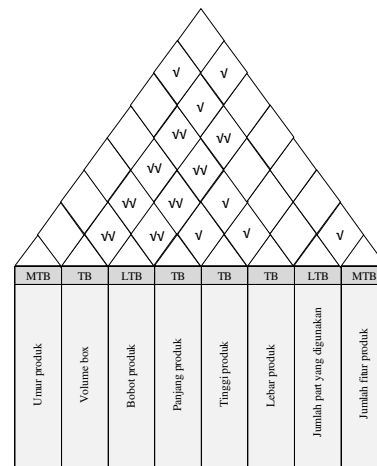 √ √
√
√√ √√
√√ √√
√√ √√ √
√√ √√ √ √ √
MTB TB LTB TB TB TB LTB MTB
Umur produk
Volume box
Bobot produk
Panjang produk
Tinggi produk
Lebar produk
Jumlah part yang digunakan
Jumlah fitur produk